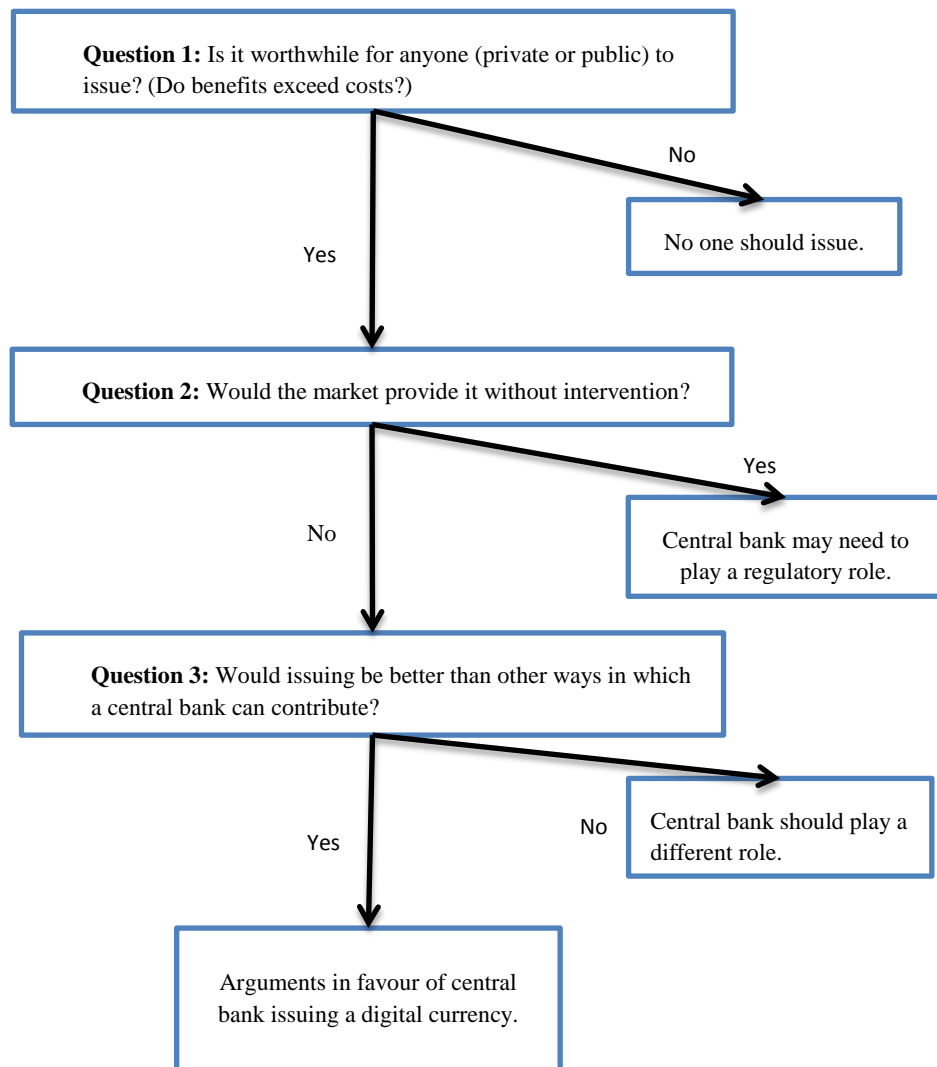 Question 1: Is it worthwhile for anyone (private or public) to
issue? (Do benefits exceed costs?)
No
No one should issue.
Yes
Question 2: Would the market provide it without intervention?
Yes
Central bank may need to
play a regulatory role.
No
Question 3: Would issuing be better than other ways in which
a central bank can contribute?
Central bank should play a
different role.
No
Yes
Arguments in favour of central
bank issuing a digital currency.